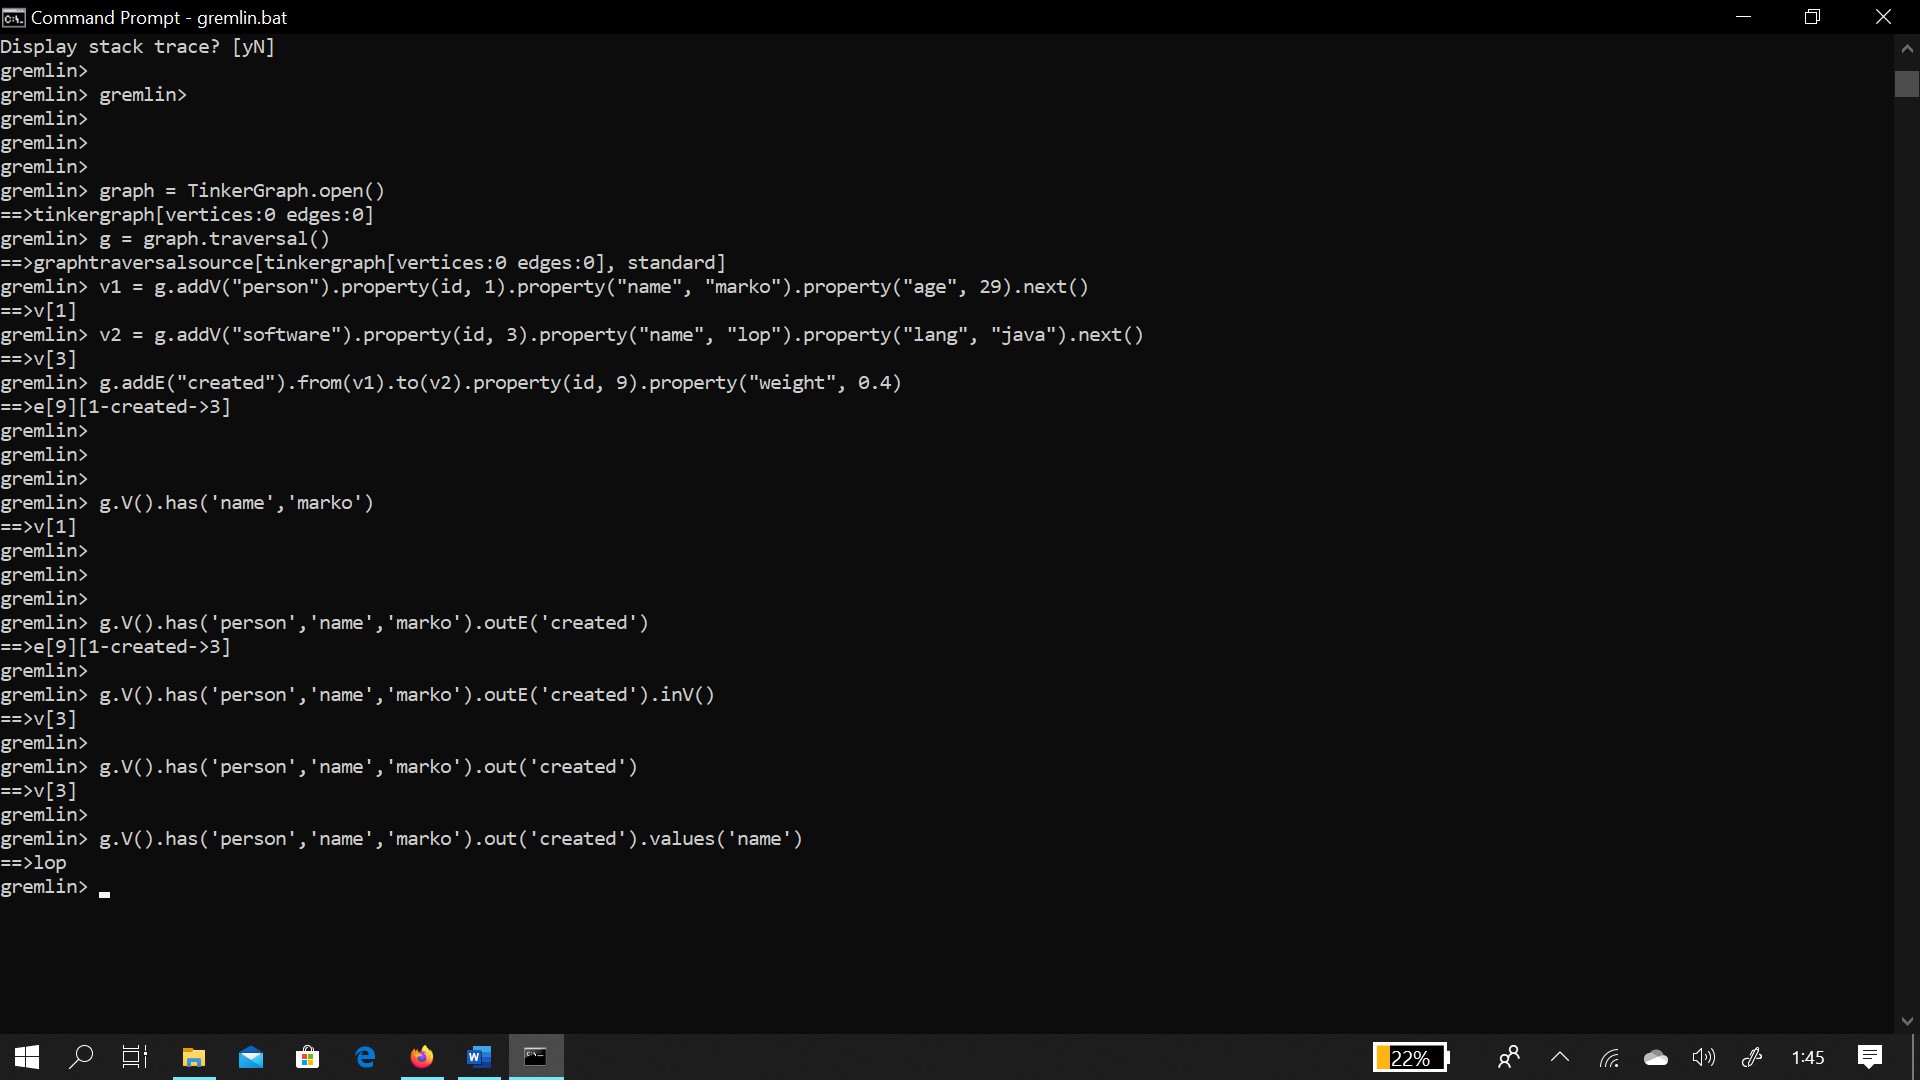 Command Prompt - gremlin.bat
Display stack trace? [yN]
gremlin>
gremlin> gremlin>
gremlin>
gremlin>
gremlin>
gremlin> graph = TinkerGraph.open()
==>tinkergraph[vertices:0 edges:0]
gremlin> g = graph.traversal()
==>graphtraversalsource[tinkergraph[vertices:0 edges:0], standard]
gremlin> v1 = g.addV("person").property(id, 1).property("name", "marko").property("age", 29).next()
==>v[1]
gremlin> v2 = g.addV("software").property(id, 3).property("name", "lop").property("lang", "java").next()
==>v[3]
gremlin> g.addE("created").from(v1).to(v2).property(id, 9).property("weight", 0.4)
==>e[9][1-created->3]
gremlin>
gremlin>
gremlin>
gremlin> g.V().has('name','marko')
==>v[1]
gremlin>
gremlin>
gremlin>
gremlin> g.V().has('person','name','marko').outE('created')
==>e[9][1-created->3]
gremlin>
gremlin> g.V().has('person','name','marko').outE('created').inV()
==>v[3]
gremlin>
gremlin> g.V().has('person','name','marko').out('created')
==>v[3]
gremlin>
gremlin> g.V().has('person','name','marko').out('created').values('name')
==>lop
gremlin>
22%
1:45